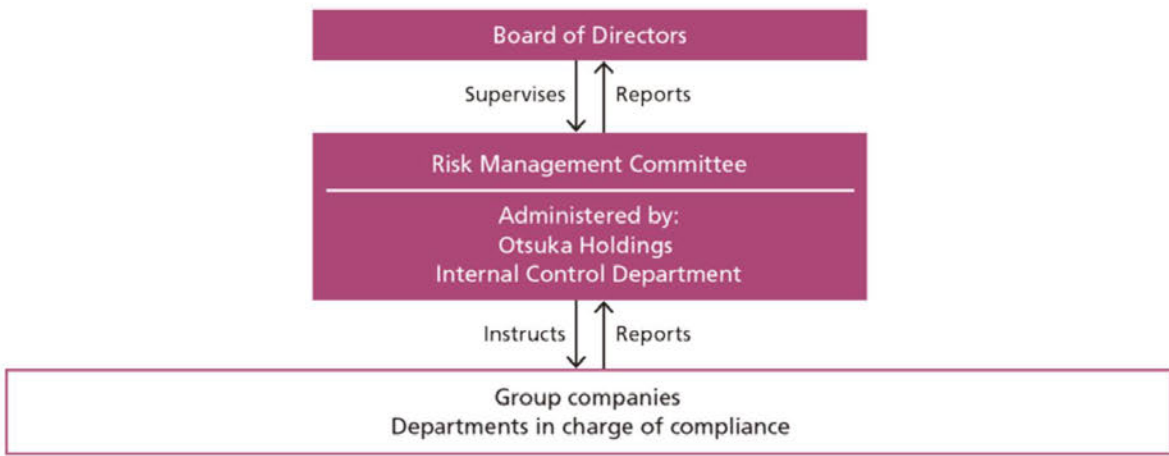 Board of Directors
Supervises
Reports
Risk Management Committee
Administered by:
Otsuka Holdings
Internal Control Department
Instructs
Reports
Group companies
Departments in charge of compliance